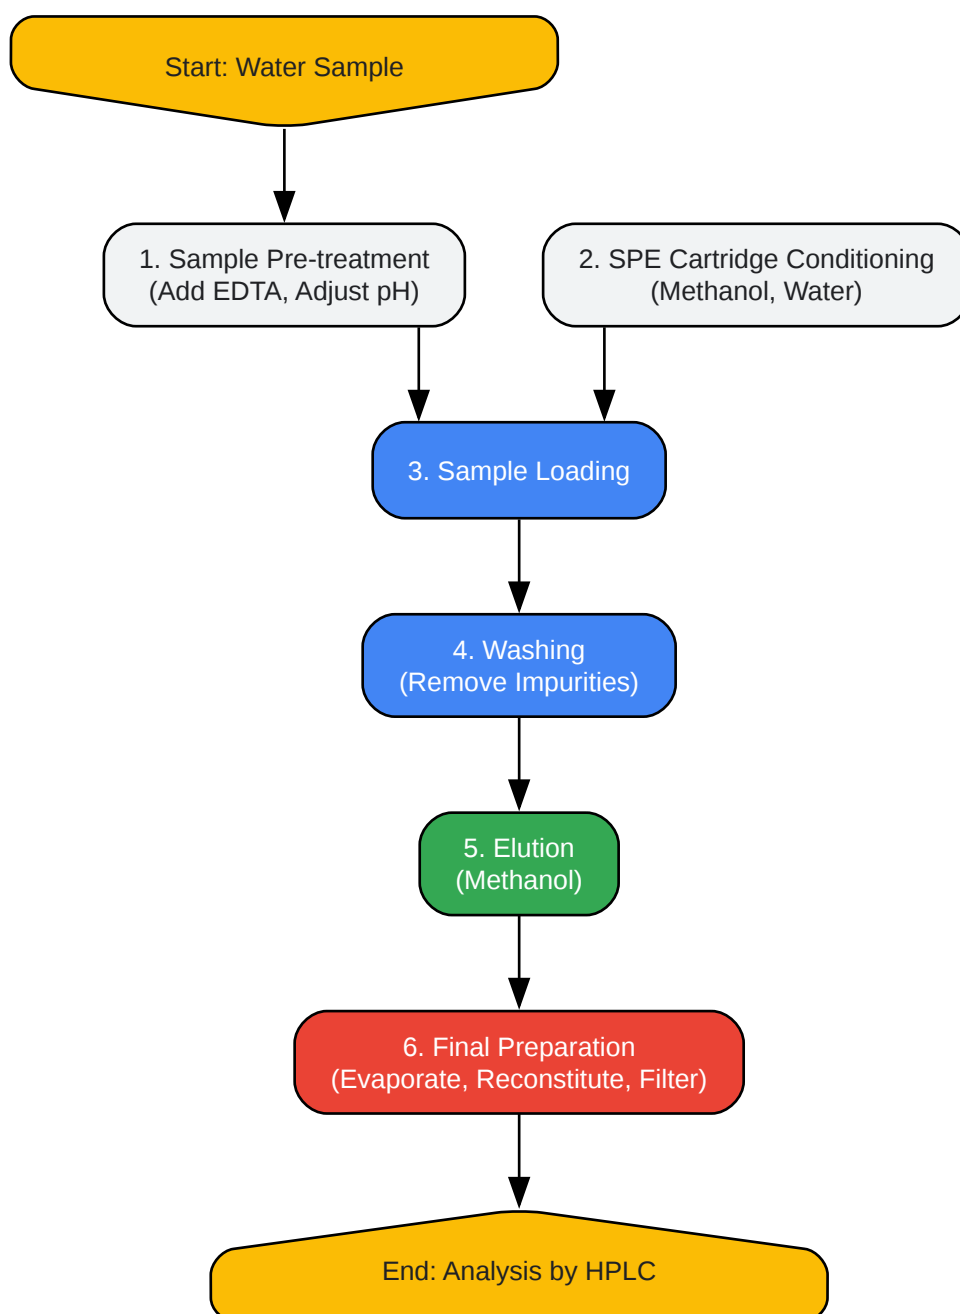 Start: Water Sample
1. Sample Pre-treatment
(Add EDTA, Adjust pH)
2. SPE Cartridge Conditioning
(Methanol, Water)
3. Sample Loading
4. Washing
(Remove Impurities)
5. Elution
(Methanol)
6. Final Preparation
(Evaporate, Reconstitute, Filter)
End: Analysis by HPLC